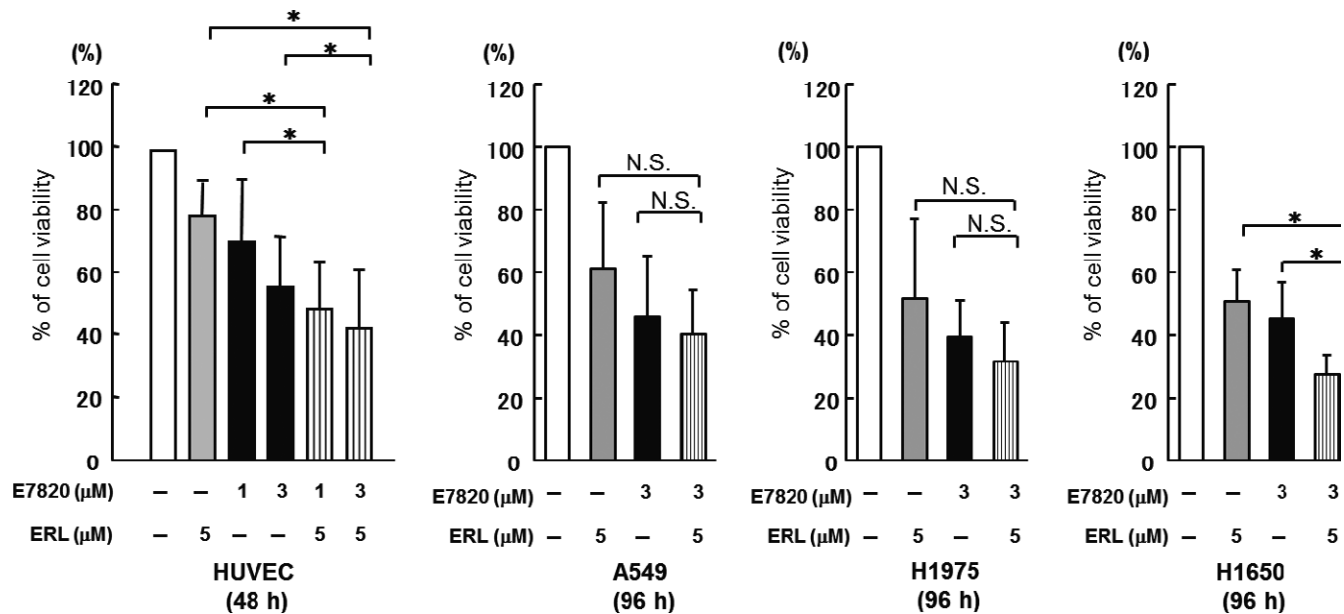 (%)
% of cell viability
120
100
80
60
40
20
0
*
*
*
*
E7820 (μM) – – 1 3 1 3
ERL (μM) – 5 – – 5 5
HUVEC
(48 h)
(%)
% of cell viability
120
100
80
60
40
20
0
N.S.
N.S.
E7820 (μM) – – 3 3
ERL (μM) – 5 – 5
A549
(96 h)
(%)
% of cell viability
120
100
80
60
40
20
0
N.S.
N.S.
E7820 (μM) – – 3 3
ERL (μM) – 5 – 5
H1975
(96 h)
(%)
% of cell viability
120
100
80
60
40
20
0
*
*
E7820 (μM) – – 3 3
ERL (μM) – 5 – 5
H1650
(96 h)